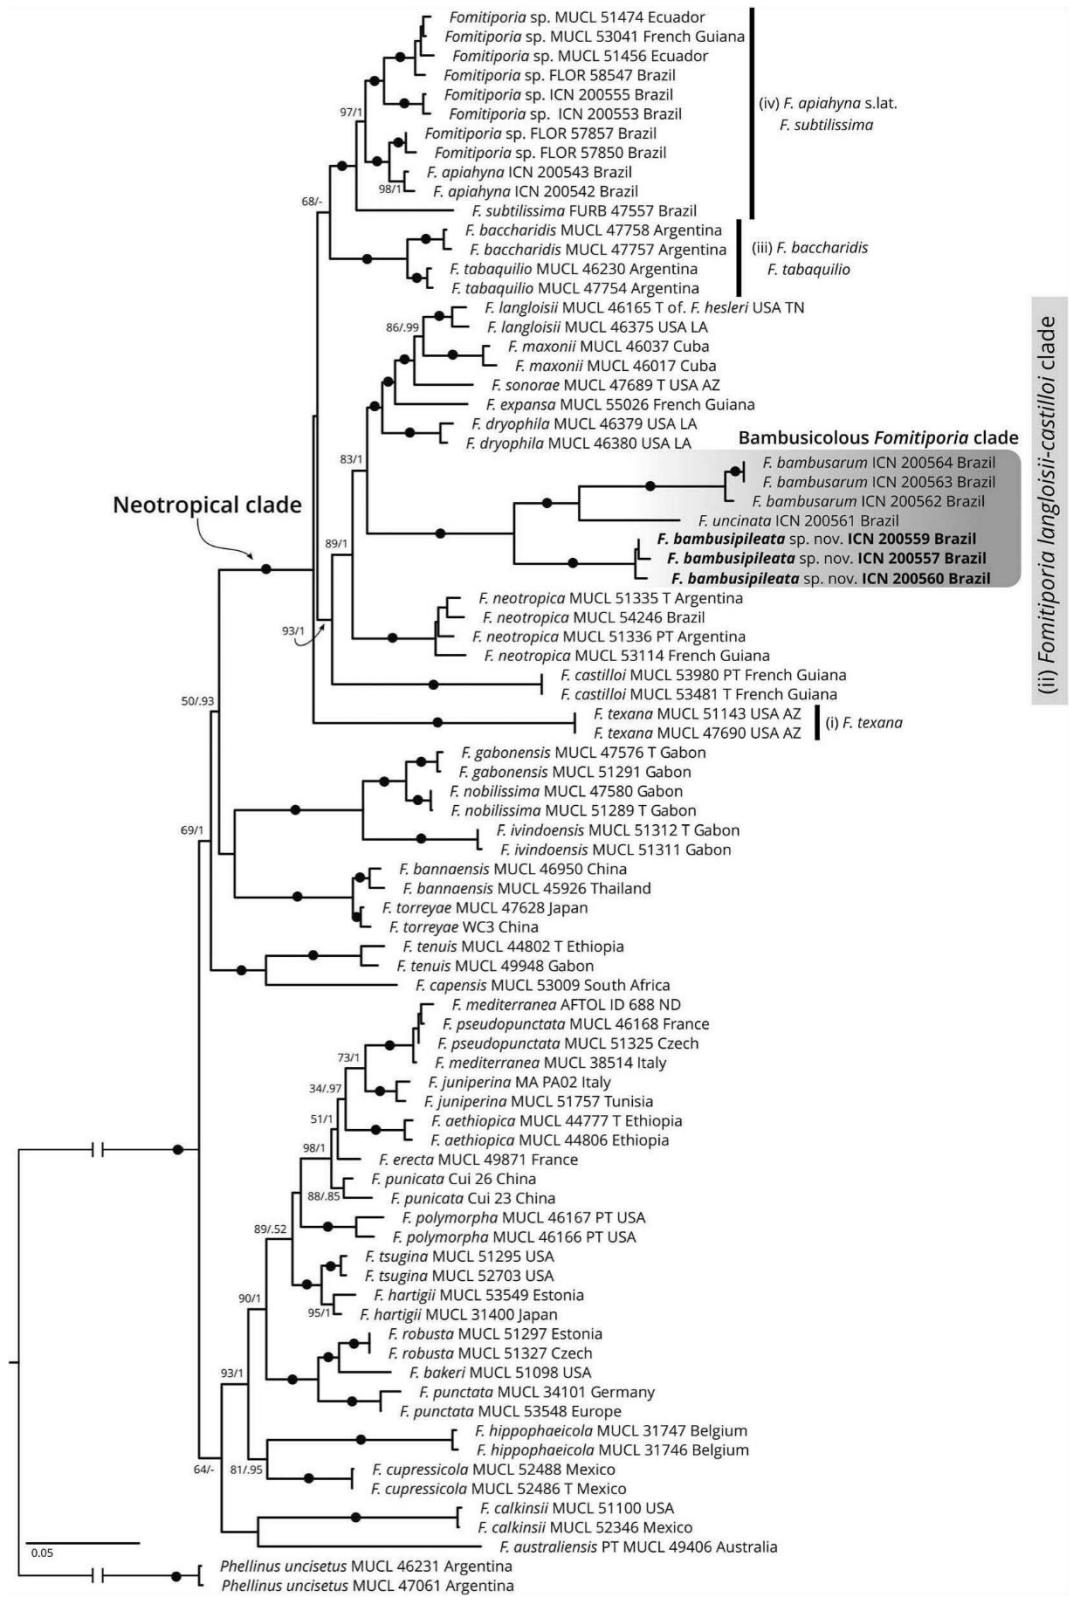 Fomitiporia sp. MUCL 51474 Ecuador
Fomitiporia sp. MUCL 53041 French Guiana
Fomitiporia sp. MUCL 51456 Ecuador
Fomitiporia sp. FLOR 58547 Brazil
Fomitiporia sp. ICN 200555 Brazil
Fomitiporia sp. ICN 200553 Brazil
97/1
(iv) F. apiahyna s.lat.
F. subtilissima
Fomitiporia sp. FLOR 57857 Brazil
Fomitiporia sp. FLOR 57850 Brazil
F. apiahyna ICN 200543 Brazil
98/1
F. apiahyna ICN 200542 Brazil
68/-
F. subtilissima FURB 47557 Brazil
F. baccharidis MUCL 47758 Argentina
F. baccharidis MUCL 47757 Argentina
(iii) F. baccharidis
F. tabaquilio
F. tabaquilio MUCL 46230 Argentina
F. tabaquilio MUCL 47754 Argentina
F. langloisii MUCL 46165 T of. F. hesleri USA TN
86/.99
F. langloisii MUCL 46375 USA LA
F. maxonii MUCL 46037 Cuba
F. maxonii MUCL 46017 Cuba
F. sonorae MUCL 47689 T USA AZ
F. expansa MUCL 55026 French Guiana
F. dryophila MUCL 46379 USA LA
F. dryophila MUCL 46380 USA LA
(ii) Fomitiporia langloisii-castilloi clade
Bambusicolous Fomitiporia clade
83/1
F. bambusarum ICN 200564 Brazil
F. bambusarum ICN 200563 Brazil
F. bambusarum ICN 200562 Brazil
Neotropical clade
F. uncinata ICN 200561 Brazil
F. bambusipileata sp. nov. ICN 200559 Brazil
89/1
F. bambusipileata sp. nov. ICN 200557 Brazil
F. bambusipileata sp. nov. ICN 200560 Brazil
F. neotropica MUCL 51335 T Argentina
F. neotropica MUCL 54246 Brazil
93/1
F. neotropica MUCL 51336 PT Argentina
F. neotropica MUCL 53114 French Guiana
F. castilloi MUCL 53980 PT French Guiana
F. castilloi MUCL 53481 T French Guiana
50/.93
F. texana MUCL 51143 USA AZ
F. texana MUCL 47690 USA AZ
(i) F. texana
F. gabonensis MUCL 47576 T Gabon
F. gabonensis MUCL 51291 Gabon
F. nobilissima MUCL 47580 Gabon
F. nobilissima MUCL 51289 T Gabon
69/1
F. ivindoensis MUCL 51312 T Gabon
F. ivindoensis MUCL 51311 Gabon
F. bannaensis MUCL 46950 China
F. bannaensis MUCL 45926 Thailand
F. torreyae MUCL 47628 Japan
F. torreyae WC3 China
F. tenuis MUCL 44802 T Ethiopia
F. tenuis MUCL 49948 Gabon
F. capensis MUCL 53009 South Africa
F. mediterranea AFTOL ID 688 ND
F. pseudopunctata MUCL 46168 France
F. pseudopunctata MUCL 51325 Czech
73/1
F. mediterranea MUCL 38514 Italy
34/.97
F. juniperina MA PA02 Italy
F. juniperina MUCL 51757 Tunisia
51/1
F. aethiopica MUCL 44777 T Ethiopia
F. aethiopica MUCL 44806 Ethiopia
98/1
F. erecta MUCL 49871 France
F. punicata Cui 26 China
88/.85
F. punicata Cui 23 China
F. polymorpha MUCL 46167 PT USA
89/.52
F. polymorpha MUCL 46166 PT USA
F. tsugina MUCL 51295 USA
F. tsugina MUCL 52703 USA
F. hartigii MUCL 53549 Estonia
90/1
95/1
F. hartigii MUCL 31400 Japan
F. robusta MUCL 51297 Estonia
F. robusta MUCL 51327 Czech
93/1
F. bakeri MUCL 51098 USA
F. punctata MUCL 34101 Germany
F. punctata MUCL 53548 Europe
F. hippophaeicola MUCL 31747 Belgium
F. hippophaeicola MUCL 31746 Belgium
64/-
81/.95
F. cupressicola MUCL 52488 Mexico
F. cupressicola MUCL 52486 T Mexico
F. calkinsii MUCL 51100 USA
F. calkinsii MUCL 52346 Mexico
F. australiensis PT MUCL 49406 Australia
0.05
Phellinus uncisetus MUCL 46231 Argentina
Phellinus uncisetus MUCL 47061 Argentina